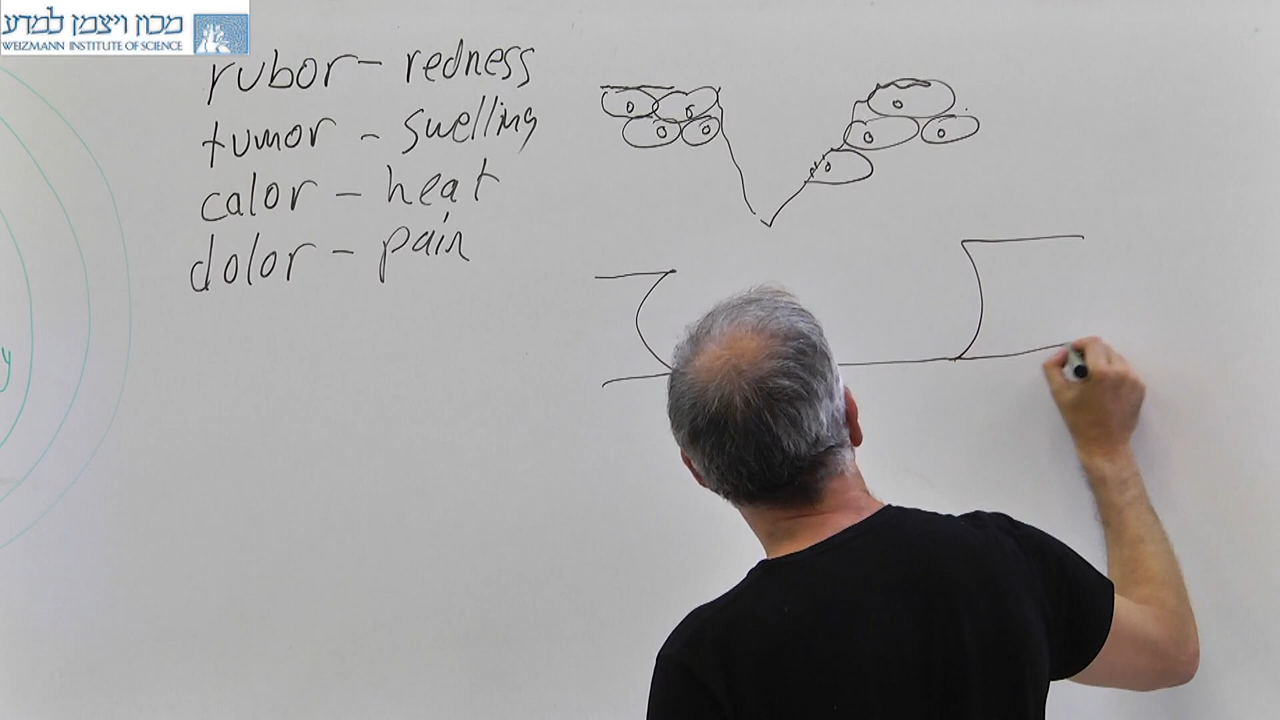 מכון ויצמן למדע
WEIZMANN INSTITUTE OF SCIENCE
rubor - redness
tumor - swelling
calor - heat
dolor - pain
y